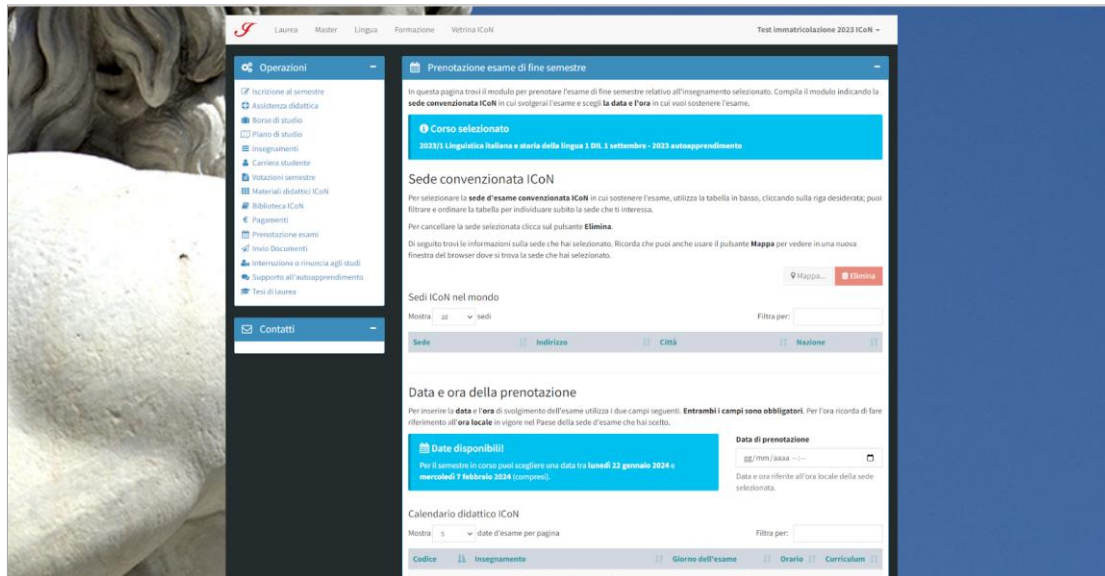 Laurea Master Lingua Formazione Vetrina ICoN Test immatricolazione 2023 ICoN
Operazioni
Iscrizione al semestre
Assistenza didattica
Borse di studio
Piano di studio
Insegnamenti
Carriera studente
Votazioni semestre
Materiali didattici ICoN
Biblioteca ICoN
Pagamenti
Prenotazione esami
Invio Documenti
Interruzione o rinuncia agli studi
Supporto all'autoapprendimento
Tesi di laurea
Contatti
Prenotazione esame di fine semestre
In questa pagina trovi il modulo per prenotare l'esame di fine semestre relativo all'insegnamento selezionato. Compila il modulo indicando la
sede convenzionata ICoN in cui svolgerai l'esame e scegli la data e l'ora in cui vuoi sostenere l'esame.
Corso selezionato
2023/1 Linguistica italiana e storia della lingua 1 DIL 1 settembre - 2023 autoapprendimento
Sede convenzionata ICoN
Per selezionare la sede d'esame convenzionata ICoN in cui sostenere l'esame, utilizza la tabella in basso, cliccando sulla riga desiderata; puoi
filtrare e ordinare la tabella per individuare subito la sede che ti interessa.
Per cancellare la sede selezionata clicca sul pulsante Elimina.
Di seguito trovi le informazioni sulla sede che hai selezionato. Ricorda che puoi anche usare il pulsante Mappa per vedere in una nuova
finestra del browser dove si trova la sede che hai selezionato.
Mappa... Elimina
Sedi ICoN nel mondo
Mostra 10 sedi Filtra per:
Sede Indirizzo Città Nazione
Data e ora della prenotazione
Per inserire la data e l'ora di svolgimento dell'esame utilizza i due campi seguenti. Entrambi i campi sono obbligatori. Per l'ora ricorda di fare
riferimento all'ora locale in vigore nel Paese della sede d'esame che hai scelto.
Date disponibili!
Per il semestre in corso puoi scegliere una data tra lunedì 22 gennaio 2024 e
mercoledì 7 febbraio 2024 (compresi).
Data di prenotazione
gg/mm/aaaa --:--
Data e ora riferite all'ora locale della sede
selezionata.
Calendario didattico ICoN
Mostra 5 date d'esame per pagina Filtra per:
Codice Insegnamento Giorno dell'esame Orario Curriculum